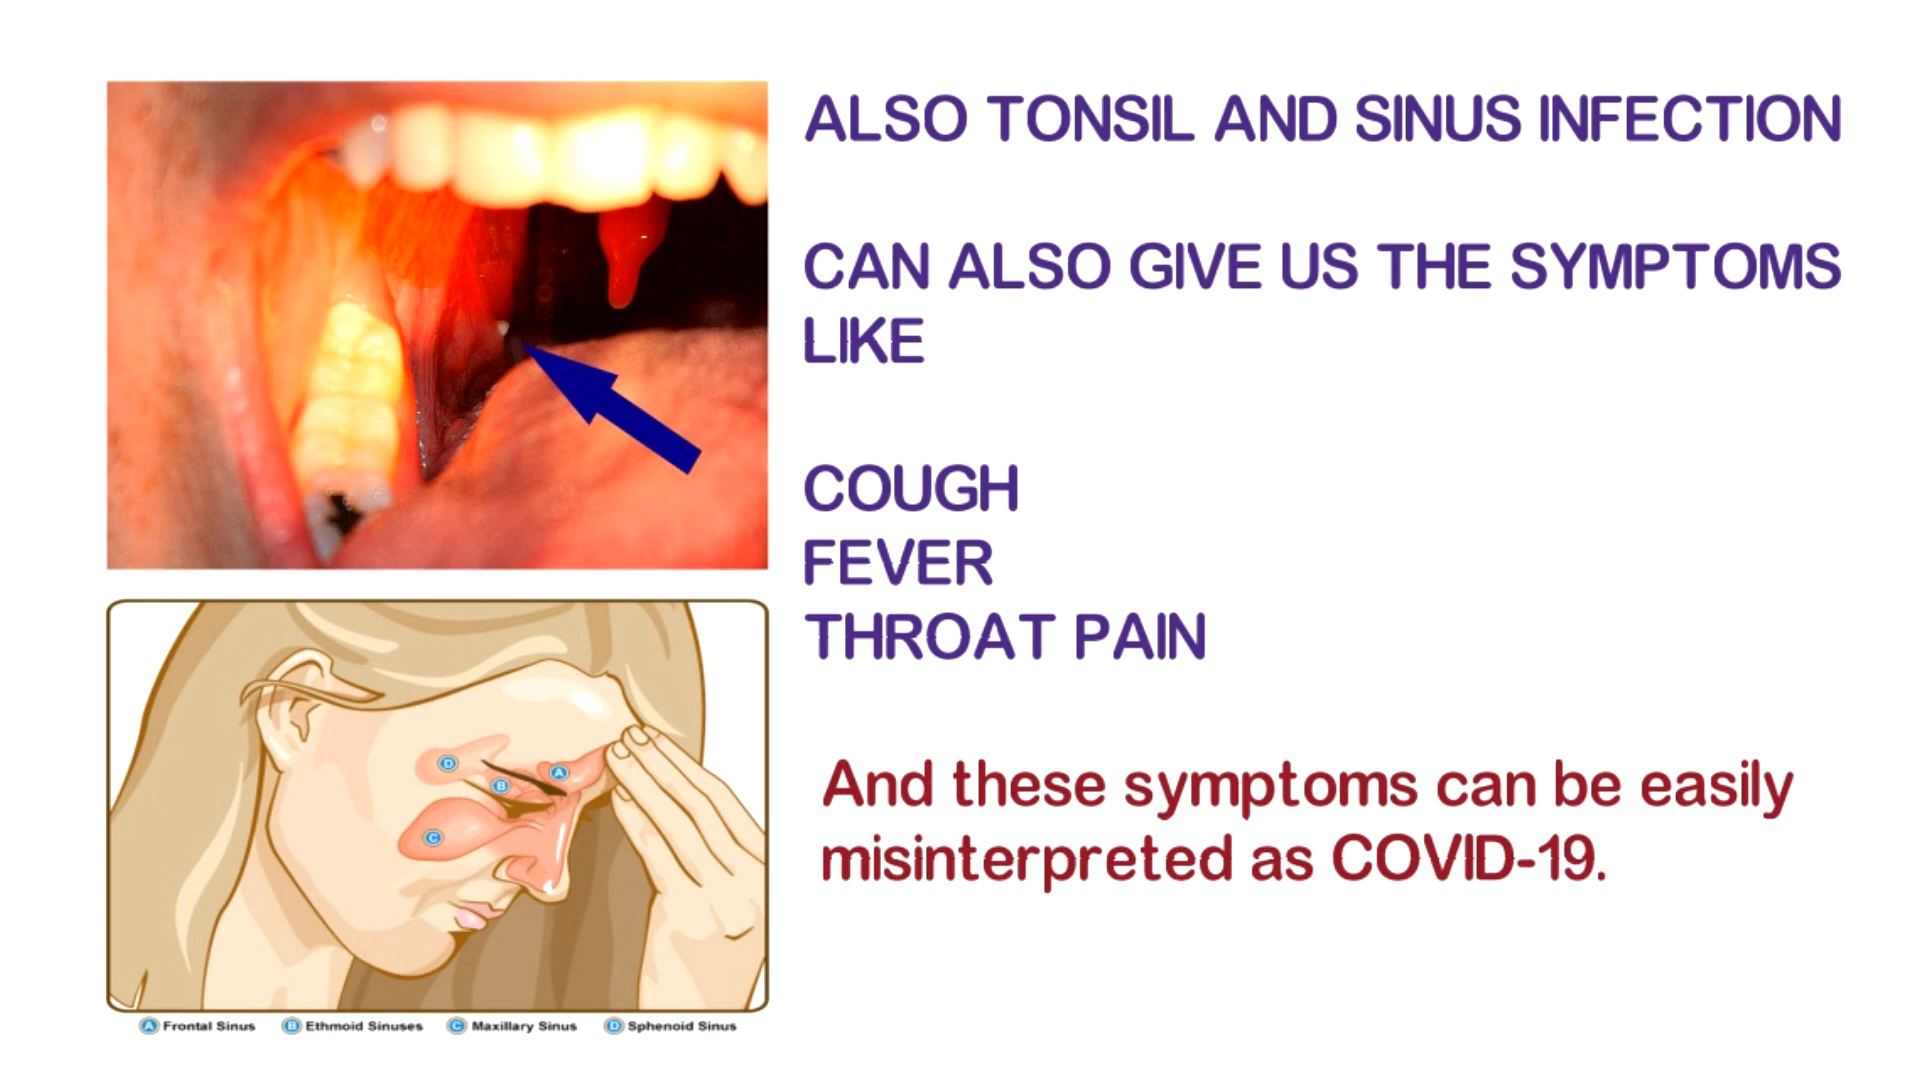 ALSO TONSIL AND SINUS INFECTION
CAN ALSO GIVE US THE SYMPTOMS
LIKE
COUGH
FEVER
THROAT PAIN
And these symptoms can be easily
misinterpreted as COVID-19.
D
A
B
C
A Frontal Sinus B Ethmoid Sinuses C Maxillary Sinus D Sphenoid Sinus